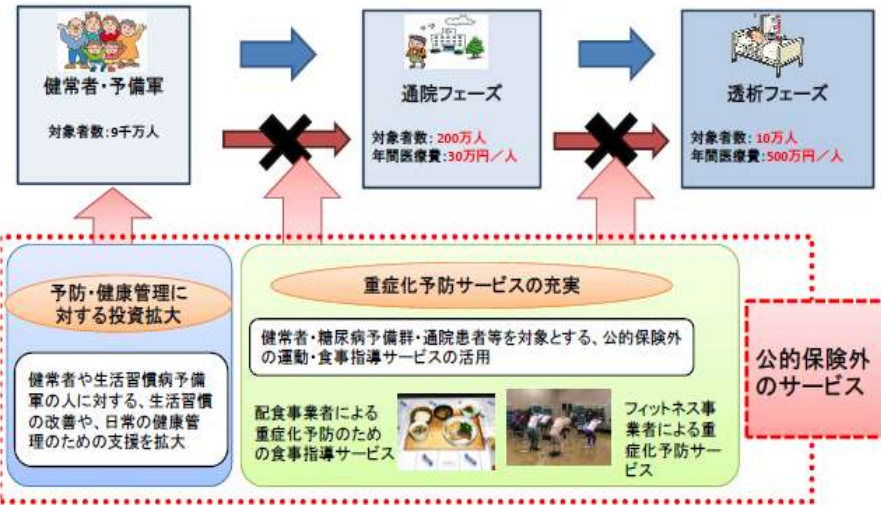 健常者・予備軍
対象者数:9千万人
通院フェーズ
対象者数:200万人
年間医療費:30万円/人
透析フェーズ
対象者数:10万人
年間医療費:500万円/人
予防・健康管理に
対する投資拡大
健常者や生活習慣病予備
軍の人に対する、生活習慣
の改善や、日常の健康管
理のための支援を拡大
重症化予防サービスの充実
健常者・糖尿病予備群・通院患者等を対象とする、公的保険外
の運動・食事指導サービスの活用
配食事業者による
重症化予防のため
の食事指導サービス
フィットネス事
業者による重
症化予防サー
ビス
公的保険外
のサービス